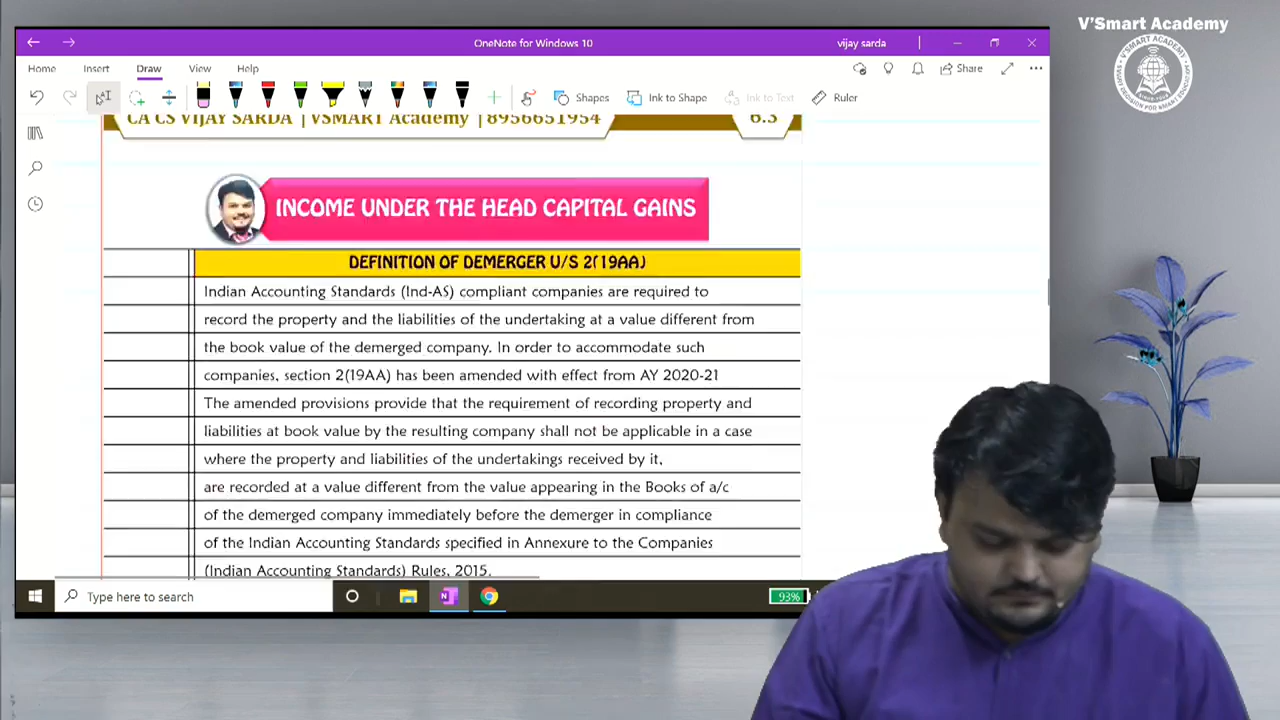 V'Smart Academy
OneNote for Windows 10
vijay sarda
Home Insert Draw View Help
Share
Shapes Ink to Shape Ink to Text Ruler
CA CS VIJAY SARDA | VSMART Academy | 8956651954
6.3
INCOME UNDER THE HEAD CAPITAL GAINS
DEFINITION OF DEMERGER U/S 2(19AA)
Indian Accounting Standards (Ind-AS) compliant companies are required to
record the property and the liabilities of the undertaking at a value different from
the book value of the demerged company. In order to accommodate such
companies, section 2(19AA) has been amended with effect from AY 2020-21
The amended provisions provide that the requirement of recording property and
liabilities at book value by the resulting company shall not be applicable in a case
where the property and liabilities of the undertakings received by it,
are recorded at a value different from the value appearing in the Books of a/c
of the demerged company immediately before the demerger in compliance
of the Indian Accounting Standards specified in Annexure to the Companies
(Indian Accounting Standards) Rules, 2015.
Type here to search
93%